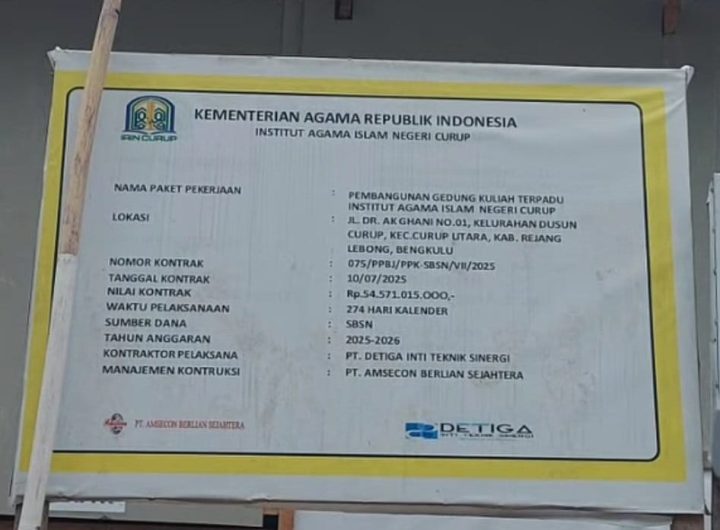 IAIN CURUP
KEMENTERIAN AGAMA REPUBLIK INDONESIA
INSTITUT AGAMA ISLAM NEGERI CURUP
NAMA PAKET PEKERJAAN : PEMBANGUNAN GEDUNG KULIAH TERPADU
INSTITUT AGAMA ISLAM NEGERI CURUP
LOKASI : JL. DR. AK GHANI NO.01, KELURAHAN DUSUN
CURUP, KEC.CURUP UTARA, KAB. REJANG
LEBONG, BENGKULU
NOMOR KONTRAK : 075/PPBJ/PPK-SBSN/VII/2025
TANGGAL KONTRAK : 10/07/2025
NILAI KONTRAK : Rp.54.571.015.000,-
WAKTU PELAKSANAAN : 274 HARI KALENDER
SUMBER DANA : SBSN
TAHUN ANGGARAN : 2025-2026
KONTRAKTOR PELAKSANA : PT. DETIGA INTI TEKNIK SINERGI
MANAJEMEN KONTRUKSI : PT. AMSECON BERLIAN SEJAHTERA
PT. AMSECON BERLIAN SEJAHTERA
DETIGA
INTI TEKNIK SINERGI